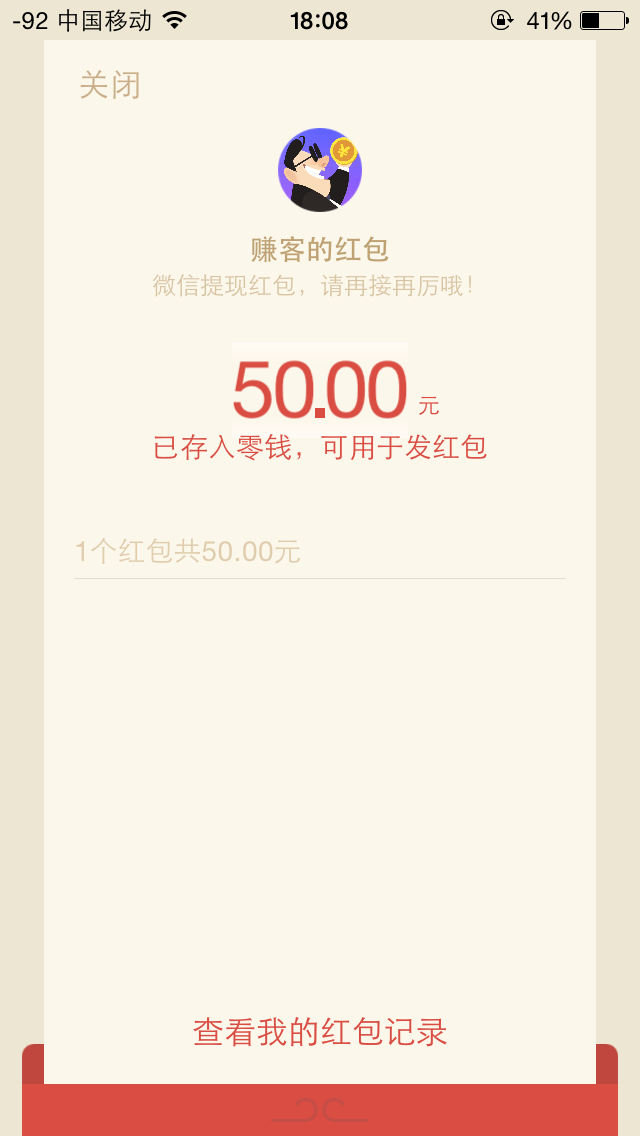 -92 中国移动 18:08 41%
关闭
¥
赚客的红包
微信提现红包，请再接再厉哦！
50.00 元
已存入零钱，可用于发红包
1个红包共50.00元
查看我的红包记录